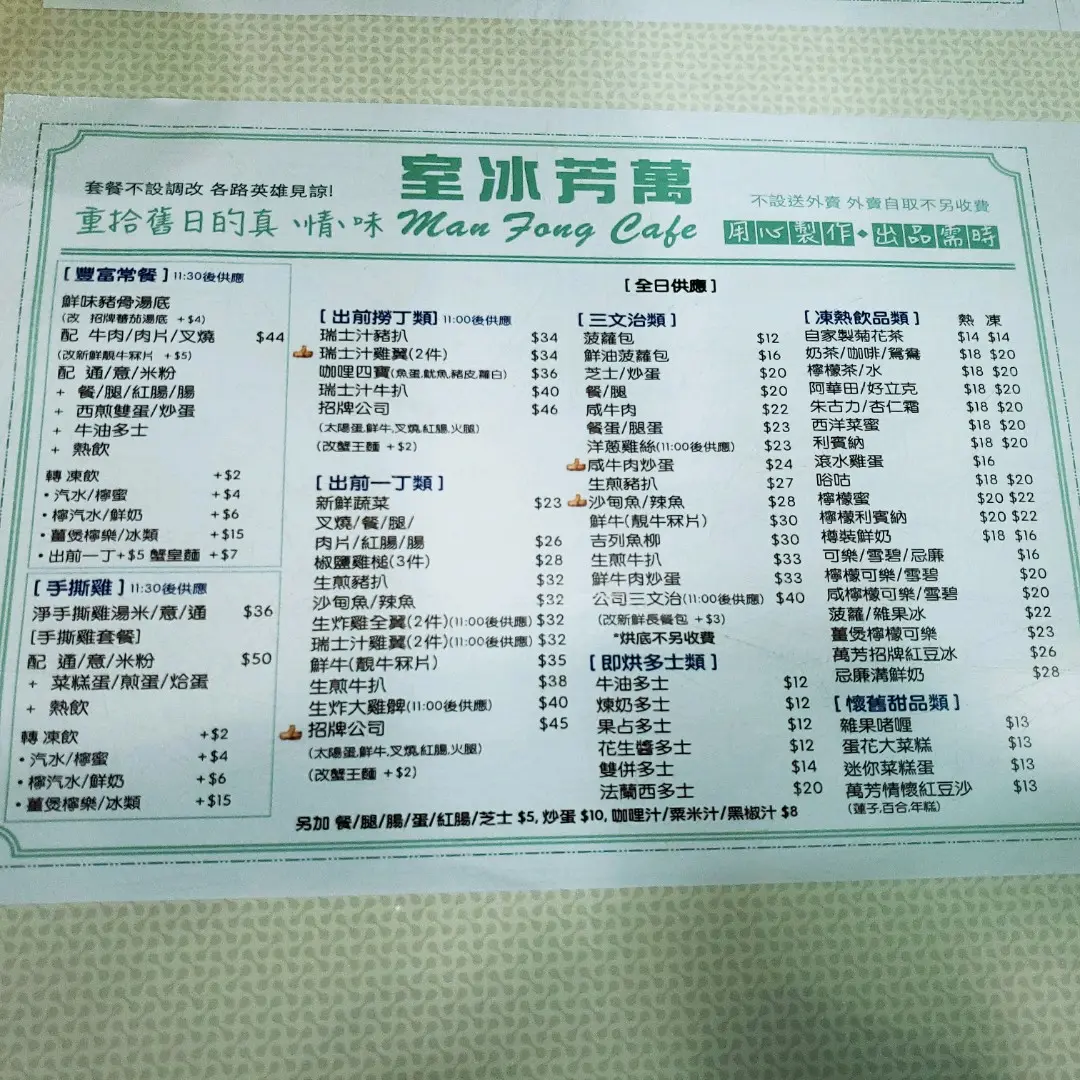 室冰芳萬
套餐不設調改 各路英雄見諒!
不設送外賣 外賣自取不另收費
重拾舊日的真情味 Man Fong Cafe 用心製作◆出品需時
[豐富常餐] 11:30後供應
鮮味豬骨湯底
(改 招牌蕃茄湯底 +$4)
配 牛肉/肉片/叉燒 $44
(改新鮮靚牛冧片 +$5)
配 通/意/米粉
+ 餐/腿/紅腸/腸
+ 西煎雙蛋/炒蛋
+ 牛油多士
+ 熱飲
轉 凍飲 +$2
•汽水/檸蜜 +$4
•檸汽水/鮮奶 +$6
•薑煲檸樂/冰類 +$15
•出前一丁+$5 蟹皇麵 +$7
[手撕雞] 11:30後供應
淨手撕雞湯米/意/通 $36
[手撕雞套餐]
配 通/意/米粉 $50
+ 菜糕蛋/煎蛋/烚蛋
+ 熱飲
轉 凍飲 +$2
•汽水/檸蜜 +$4
•檸汽水/鮮奶 +$6
•薑煲檸樂/冰類 +$15
[全日供應]
[出前撈丁類] 11:00後供應
瑞士汁豬扒 $34
瑞士汁雞翼(2件) $34
咖哩四寶(魚蛋,魷魚,豬皮,蘿白) $36
瑞士汁牛扒 $40
招牌公司 $46
(太陽蛋,鮮牛,叉燒,紅腸,火腿)
(改蟹王麵 +$2)
[出前一丁類]
新鮮蔬菜 $23
叉燒/餐/腿/
肉片/紅腸/腸 $26
椒鹽雞槌(3件) $28
生煎豬扒 $32
沙甸魚/辣魚 $32
生炸雞全翼(2件)(11:00後供應) $32
瑞士汁雞翼(2件)(11:00後供應) $32
鮮牛(靚牛冧片) $35
生煎牛扒 $38
生炸大雞髀(11:00後供應) $40
招牌公司 $45
(太陽蛋,鮮牛,叉燒,紅腸,火腿)
(改蟹王麵 +$2)
[三文治類]
菠蘿包 $12
鮮油菠蘿包 $16
芝士/炒蛋 $20
餐/腿 $20
咸牛肉 $22
餐蛋/腿蛋 $23
洋蔥雞絲(11:00後供應) $23
咸牛肉炒蛋 $24
生煎豬扒 $27
沙甸魚/辣魚 $28
鮮牛(靚牛冧片) $30
吉列魚柳 $30
生煎牛扒 $33
鮮牛肉炒蛋 $33
公司三文治(11:00後供應) $40
(改新鮮長餐包 +$3)
*烘底不另收費
[即烘多士類]
牛油多士 $12
煉奶多士 $12
果占多士 $12
花生醬多士 $12
雙併多士 $14
法蘭西多士 $20
[凍熱飲品類] 熱 凍
自家製菊花茶 $14 $14
奶茶/咖啡/鴛鴦 $18 $20
檸檬茶/水 $18 $20
阿華田/好立克 $18 $20
朱古力/杏仁霜 $18 $20
西洋菜蜜 $18 $20
利賓納 $18 $20
滾水雞蛋 $16
哈咕 $18 $20
檸檬蜜 $20 $22
檸檬利賓納 $20 $22
樽裝鮮奶 $18 $16
可樂/雪碧/忌廉 $16
檸檬可樂/雪碧 $20
咸檸檬可樂/雪碧 $20
菠蘿/雜果冰 $22
薑煲檸檬可樂 $23
萬芳招牌紅豆冰 $26
忌廉溝鮮奶 $28
[懷舊甜品類]
雜果啫喱 $13
蛋花大菜糕 $13
迷你菜糕蛋 $13
萬芳情懷紅豆沙 $13
(蓮子,百合,年糕)
另加 餐/腿/腸/蛋/紅腸/芝士 $5, 炒蛋 $10, 咖哩汁/粟米汁/黑椒汁 $8